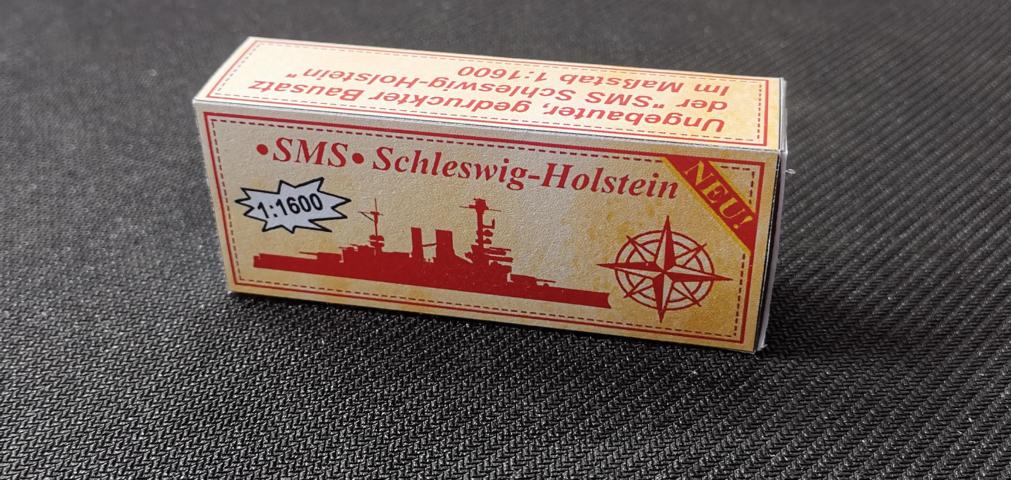 Ungebauter, gedruckter Bausatz
der "SMS Schleswig-Holstein"
im Maßstab 1:1600
•SMS• Schleswig-Holstein
NEU!
1:1600